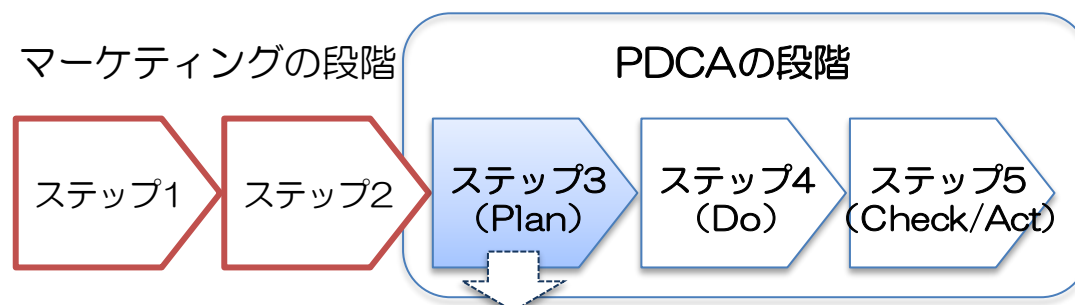 マーケティングの段階
PDCAの段階
ステップ1
ステップ2
ステップ3
（Plan）
ステップ4
（Do）
ステップ5
（Check/Act）